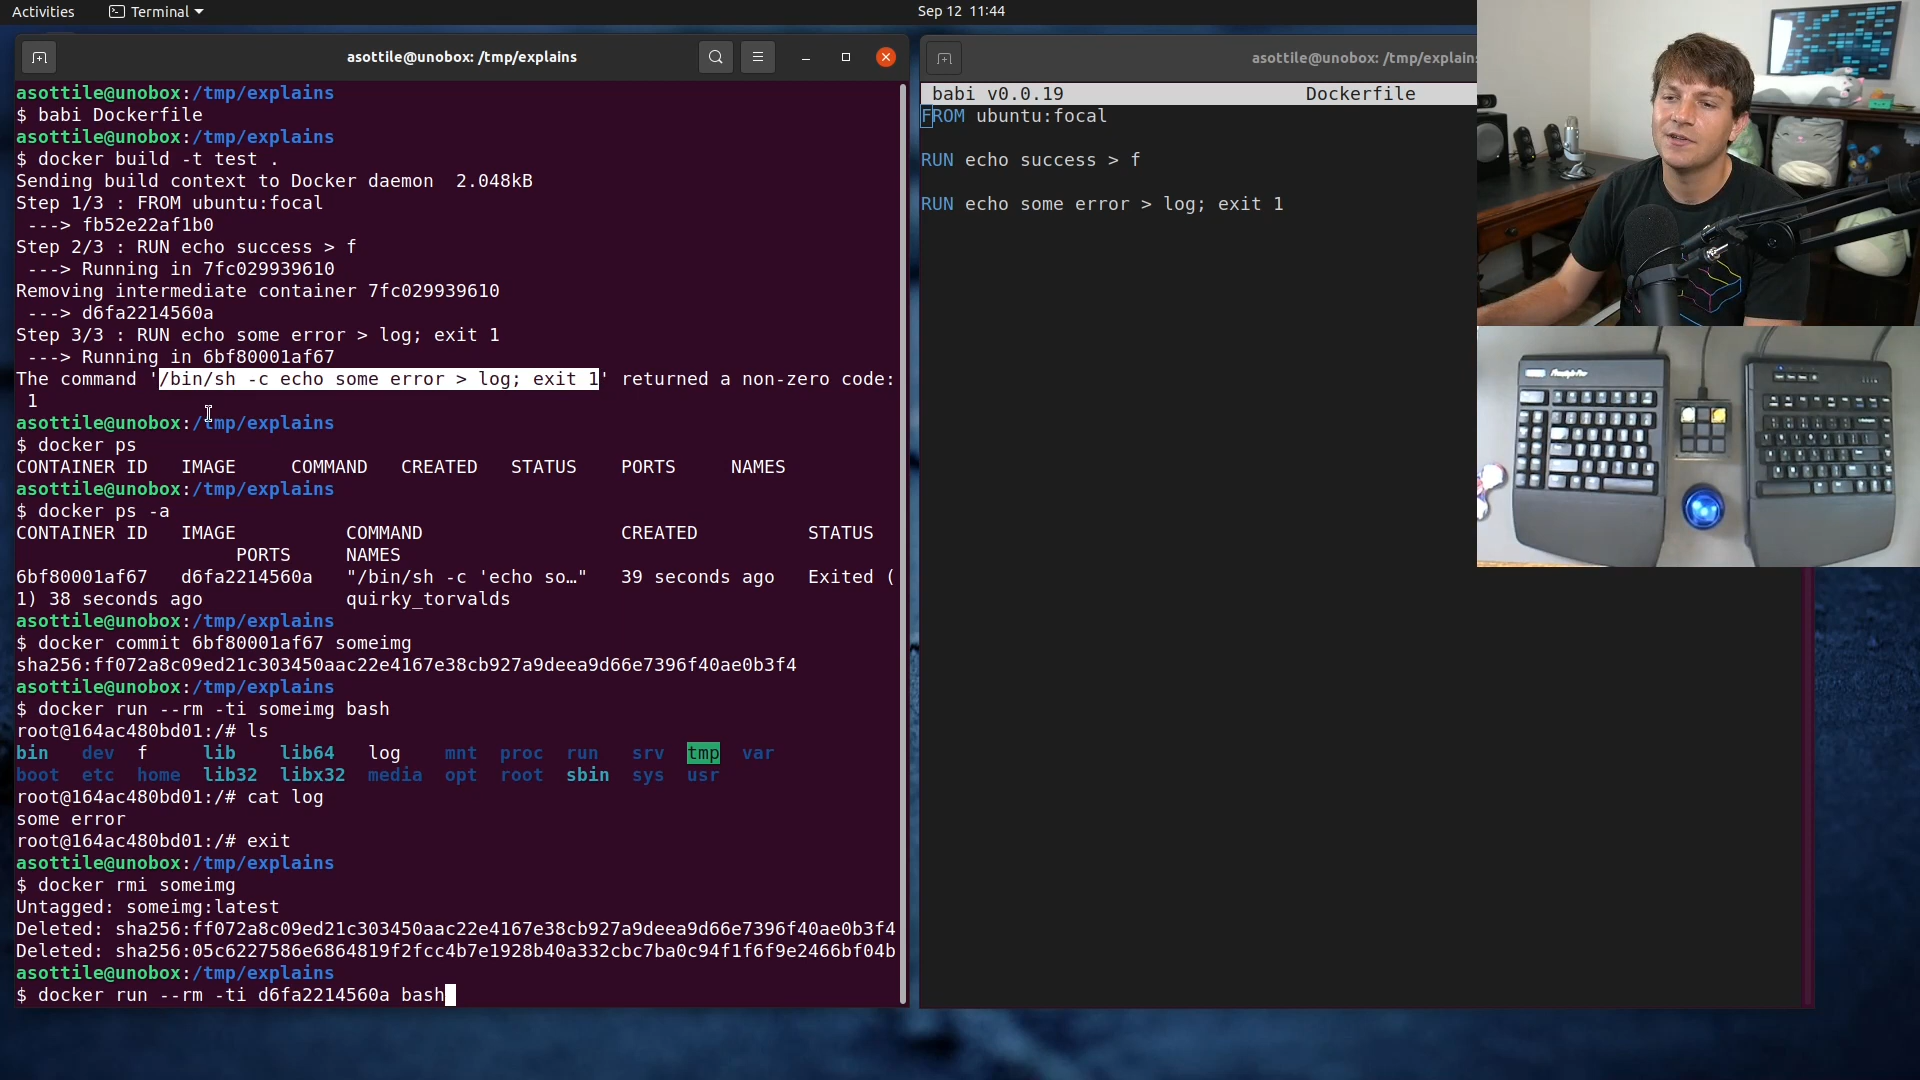 Activities
Terminal
Sep 12 11:44
asottile@unobox: /tmp/explains
asottile@unobox:/tmp/explains
$ babi Dockerfile
asottile@unobox:/tmp/explains
$ docker build -t test .
Sending build context to Docker daemon  2.048kB
Step 1/3 : FROM ubuntu:focal
 ---> fb52e22af1b0
Step 2/3 : RUN echo success > f
 ---> Running in 7fc029939610
Removing intermediate container 7fc029939610
 ---> d6fa2214560a
Step 3/3 : RUN echo some error > log; exit 1
 ---> Running in 6bf80001af67
The command '/bin/sh -c echo some error > log; exit 1' returned a non-zero code:
 1
asottile@unobox:/tmp/explains
$ docker ps
CONTAINER ID   IMAGE     COMMAND   CREATED   STATUS    PORTS     NAMES
asottile@unobox:/tmp/explains
$ docker ps -a
CONTAINER ID   IMAGE          COMMAND                  CREATED          STATUS
PORTS     NAMES
6bf80001af67   d6fa2214560a   "/bin/sh -c 'echo so…"   39 seconds ago   Exited (
1) 38 seconds ago             quirky_torvalds
asottile@unobox:/tmp/explains
$ docker commit 6bf80001af67 someimg
sha256:ff072a8c09ed21c303450aac22e4167e38cb927a9deea9d66e7396f40ae0b3f4
asottile@unobox:/tmp/explains
$ docker run --rm -ti someimg bash
root@164ac480bd01:/# ls
bin   dev  f     lib    lib64   log    mnt  proc  run   srv  tmp  var
boot  etc  home  lib32  libx32  media  opt  root  sbin  sys  usr
root@164ac480bd01:/# cat log
some error
root@164ac480bd01:/# exit
asottile@unobox:/tmp/explains
$ docker rmi someimg
Untagged: someimg:latest
Deleted: sha256:ff072a8c09ed21c303450aac22e4167e38cb927a9deea9d66e7396f40ae0b3f4
Deleted: sha256:05c6227586e6864819f2fcc4b7e1928b40a332cbc7ba0c94f1f6f9e2466bf04b
asottile@unobox:/tmp/explains
$ docker run --rm -ti d6fa2214560a bash
asottile@unobox: /tmp/explains
babi v0.0.19 Dockerfile
FROM ubuntu:focal
RUN echo success > f
RUN echo some error > log; exit 1